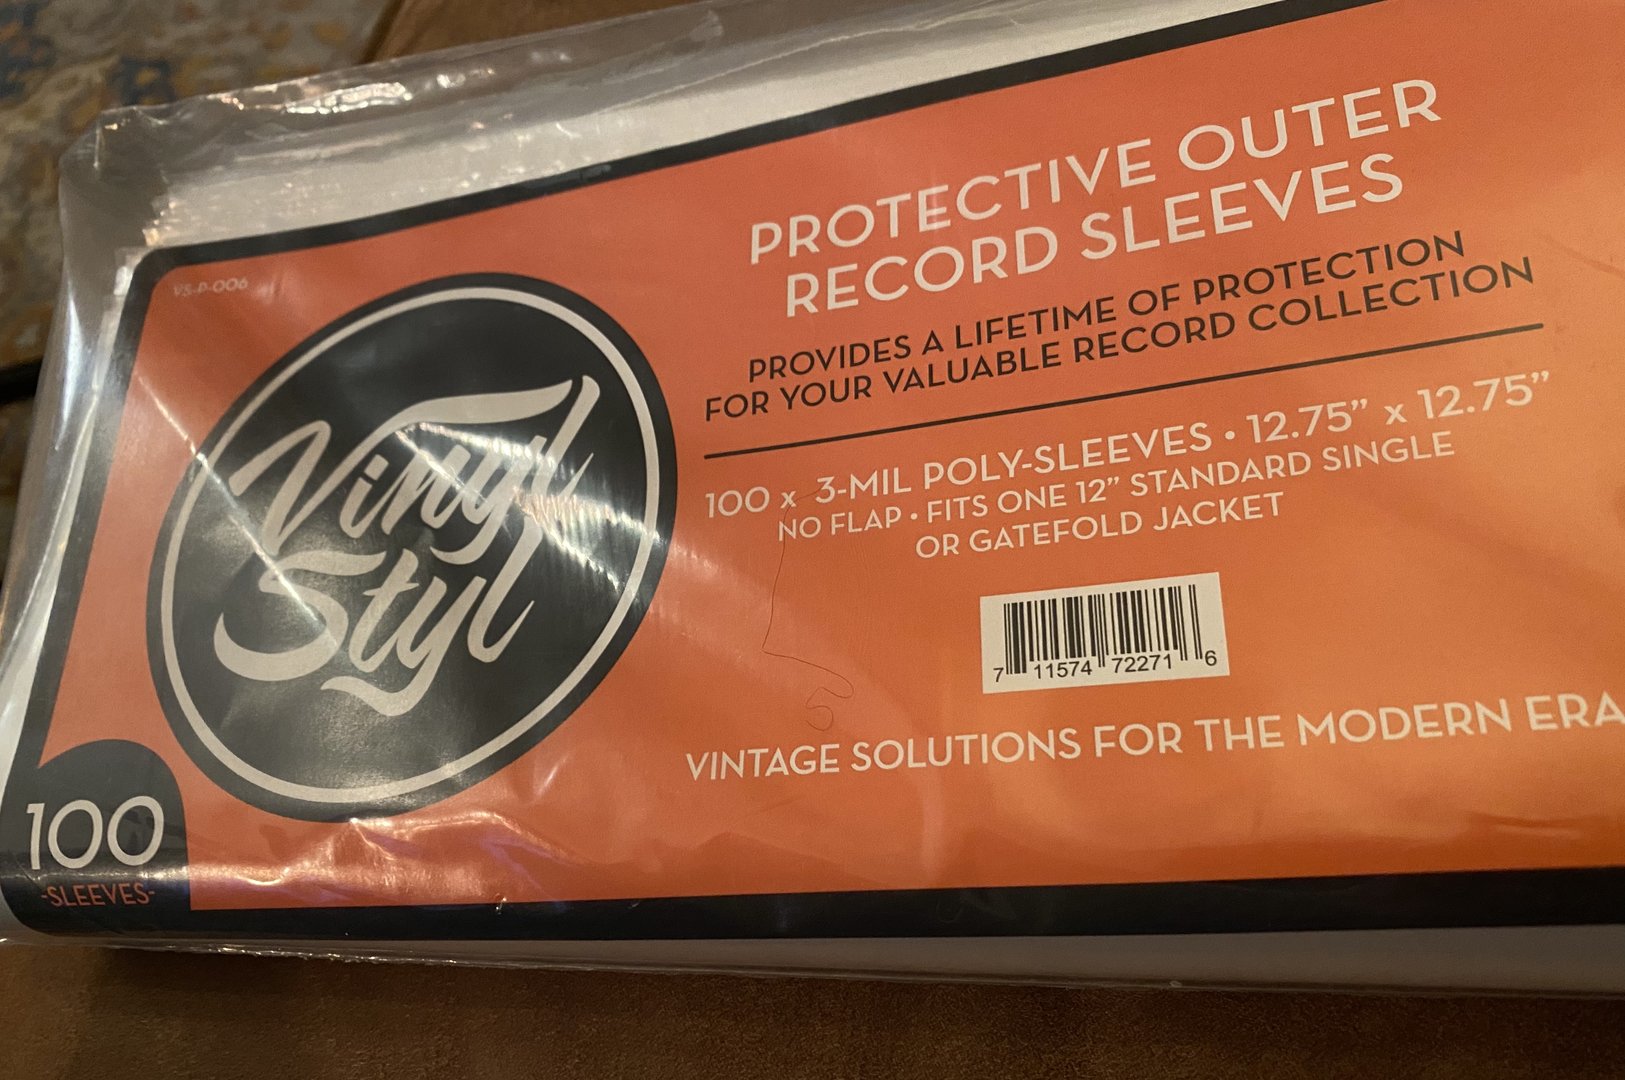 PROTECTIVE OUTER
RECORD SLEEVES
PROVIDES A LIFETIME OF PROTECTION
FOR YOUR VALUABLE RECORD COLLECTION
100 x 3-MIL POLY-SLEEVES • 12.75” x 12.75”
NO FLAP • FITS ONE 12” STANDARD SINGLE
OR GATEFOLD JACKET
VS-P-006
Vinyl
Styl
7 11574 72271 6
VINTAGE SOLUTIONS FOR THE MODERN ERA
100
-SLEEVES-